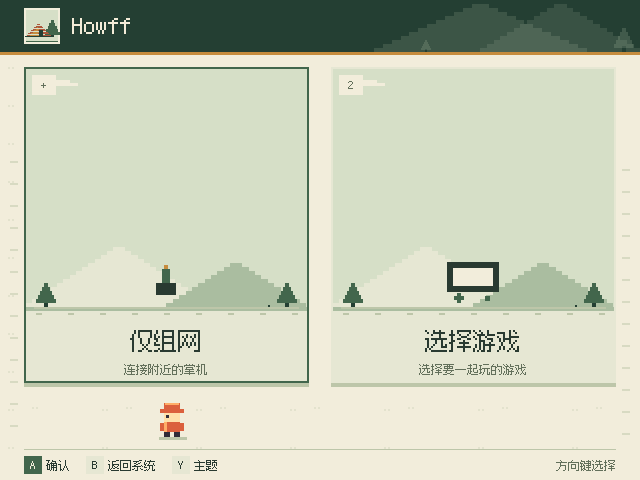 Howff
+
仅组网
连接附近的掌机
2
选择游戏
选择要一起玩的游戏
A 确认 B 返回系统 Y 主题
方向键选择